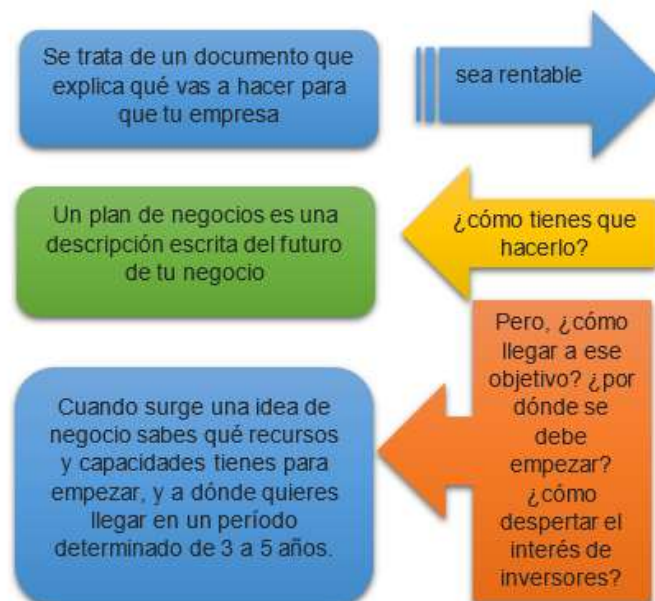 Se trata de un documento que
explica qué vas a hacer para
que tu empresa
sea rentable
Un plan de negocios es una
descripción escrita del futuro
de tu negocio
¿cómo tienes que
hacerlo?
Cuando surge una idea de
negocio sabes qué recursos
y capacidades tienes para
empezar, y a dónde quieres
llegar en un período
determinado de 3 a 5 años.
Pero, ¿cómo
llegar a ese
objetivo? ¿por
dónde se
debe
empezar?
¿cómo
despertar el
interés de
inversores?